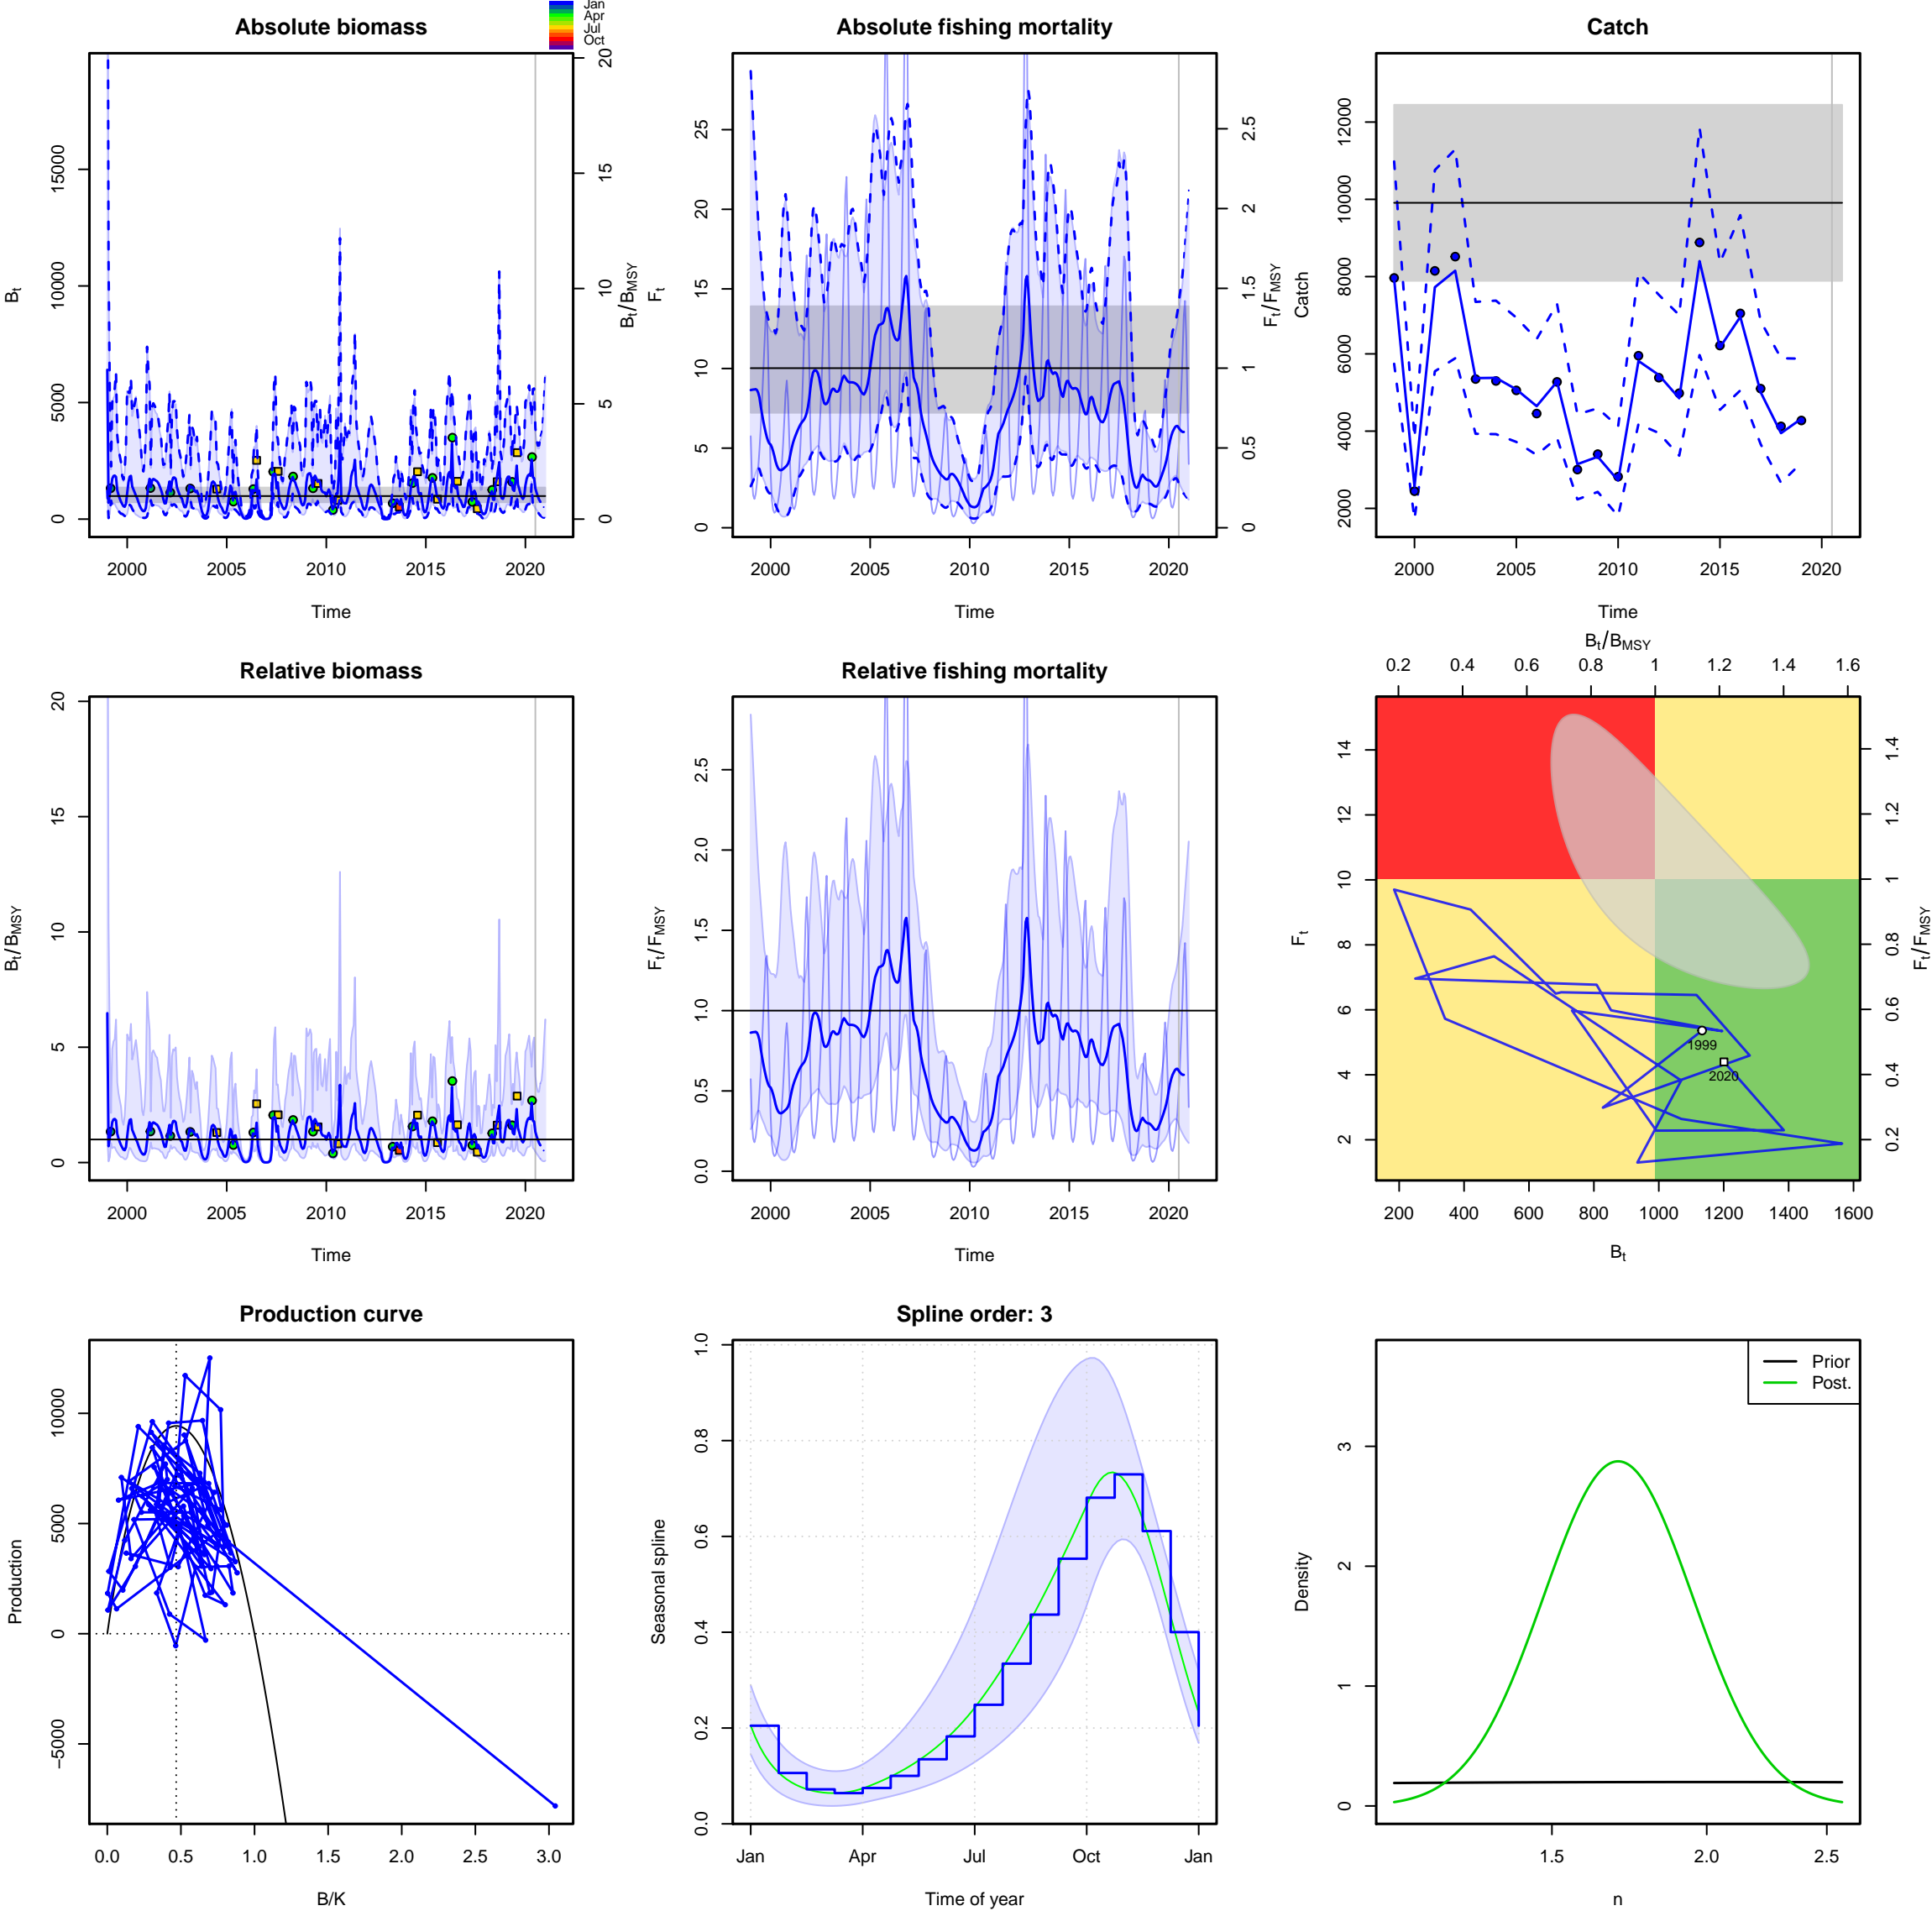 Absolute biomass
Jan
Apr
Jul
Oct
0 5000 10000 15000
0 5 10 15 20
2000 2005 2010 2015 2020
Time
Bt
Bt/BMSY
Absolute fishing mortality
0 5 10 15 20 25
0 0.5 1 1.5 2 2.5
2000 2005 2010 2015 2020
Time
Ft
Ft/FMSY
Catch
2000 4000 6000 8000 10000 12000
2000 2005 2010 2015 2020
Time
Catch
Relative biomass
0 5 10 15 20
2000 2005 2010 2015 2020
Time
Bt/BMSY
Relative fishing mortality
0.0 0.5 1.0 1.5 2.0 2.5
2000 2005 2010 2015 2020
Time
Ft/FMSY
Bt/BMSY
0.2 0.4 0.6 0.8 1 1.2 1.4 1.6
2 4 6 8 10 12 14
0.2 0.4 0.6 0.8 1 1.2 1.4
1999
2020
200 400 600 800 1000 1200 1400 1600
Bt
Ft
Ft/FMSY
Production curve
−5000 0 5000 10000
0.0 0.5 1.0 1.5 2.0 2.5 3.0
B/K
Production
Spline order: 3
0.0 0.2 0.4 0.6 0.8 1.0
Jan Apr Jul Oct Jan
Time of year
Seasonal spline
Prior
Post.
0 1 2 3
1.5 2.0 2.5
n
Density